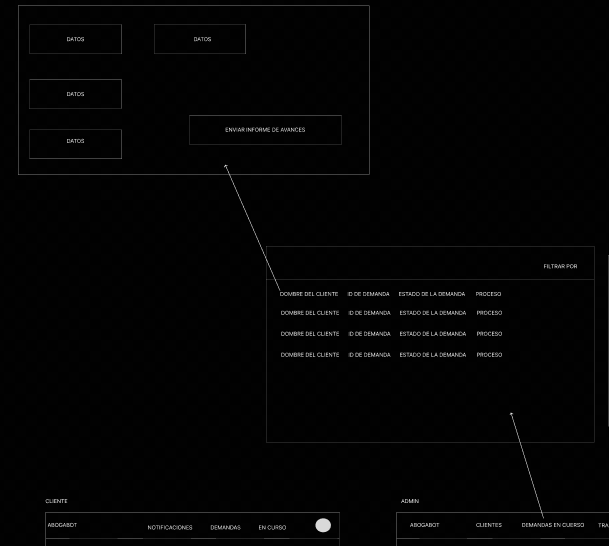 DATOS DATOS
DATOS
ENVIAR INFORME DE AVANCES
DATOS
FILTRAR POR
DOMBRE DEL CLIENTE ID DE DEMANDA ESTADO DE LA DEMANDA PROCESO
DOMBRE DEL CLIENTE ID DE DEMANDA ESTADO DE LA DEMANDA PROCESO
DOMBRE DEL CLIENTE ID DE DEMANDA ESTADO DE LA DEMANDA PROCESO
DOMBRE DEL CLIENTE ID DE DEMANDA ESTADO DE LA DEMANDA PROCESO
CLIENTE ADMIN
ABOGABOT NOTIFICACIONES DEMANDAS EN CURSO ABOGABOT CLIENTES DEMANDAS EN CUERSO TRA